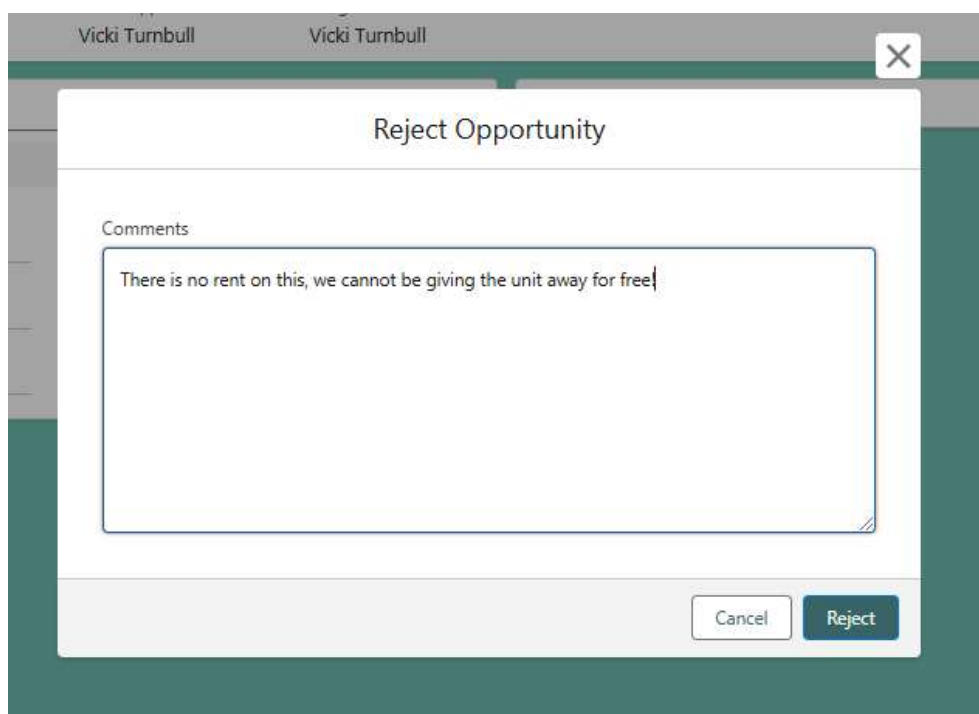 Vicki Turnbull Vicki Turnbull
Reject Opportunity
Comments
There is no rent on this, we cannot be giving the unit away for free!
Cancel Reject